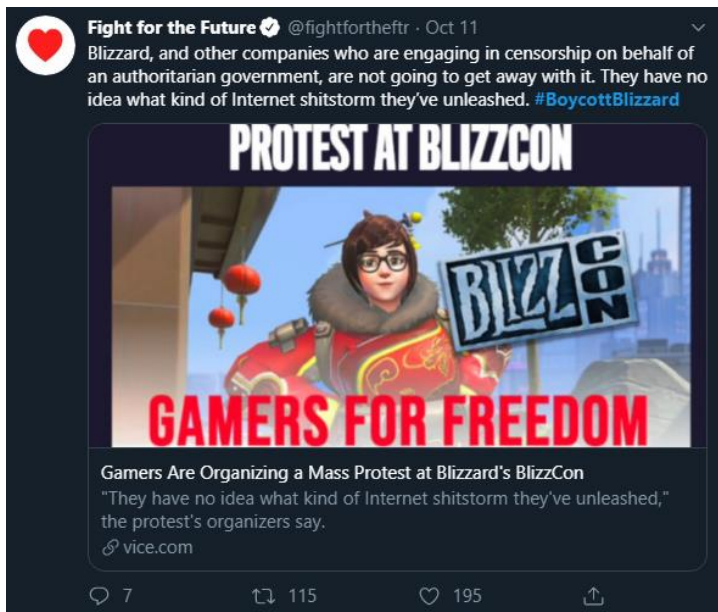 Fight for the Future @fightfortheftr · Oct 11
Blizzard, and other companies who are engaging in censorship on behalf of
an authoritarian government, are not going to get away with it. They have no
idea what kind of Internet shitstorm they've unleashed. #BoycottBlizzard
PROTEST AT BLIZZCON
BLIZZ
CON
GAMERS FOR FREEDOM
Gamers Are Organizing a Mass Protest at Blizzard's BlizzCon
"They have no idea what kind of Internet shitstorm they've unleashed,"
the protest's organizers say.
vice.com
7 115 195